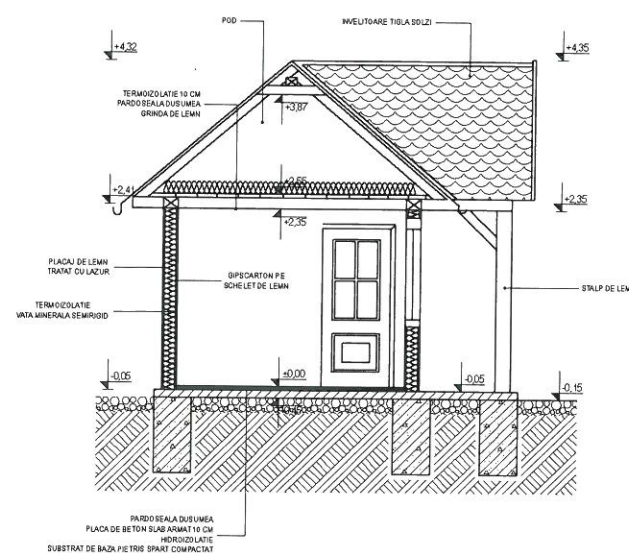 POD
INVELITOARE TIGLA SOLZI
+4,32
+4,35
TERMOIZOLATIE 10 CM
PARDOSEALA DUSUMEA
GRINDA DE LEMN
+3,87
+2,55
+2,41
+2,35
+2,35
PLACAJ DE LEMN
TRATAT CU LAZUR
GIPSCARTON PE
SCHELET DE LEMN
TERMOIZOLATIE
VATA MINERALA SEMIRIGID
STALP DE LEM
-0,05
±0,00
-0,05
-0,15
PARDOSEALA DUSUMEA
PLACA DE BETON SLAB ARMAT 10 CM
HIDROIZOLATIE
SUBSTRAT DE BAZA PIETRIS SPART COMPACTAT